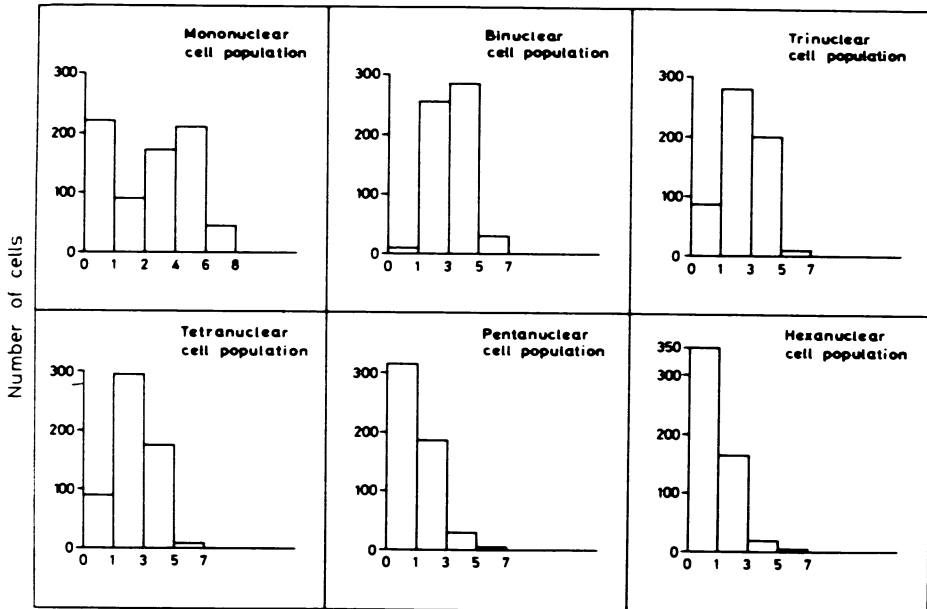 Number of cells
Mononuclear
cell population
300
200
100
0
0 1 2 4 6 8
Binuclear
cell population
300
200
100
0
0 1 3 5 7
Trinuclear
cell population
300
200
100
0
0 1 3 5 7
Tetranuclear
cell population
300
200
100
0
0 1 3 5 7
Pentanuclear
cell population
300
200
100
0
0 1 3 5 7
Hexanuclear
cell population
350
300
200
100
0
0 1 3 5 7